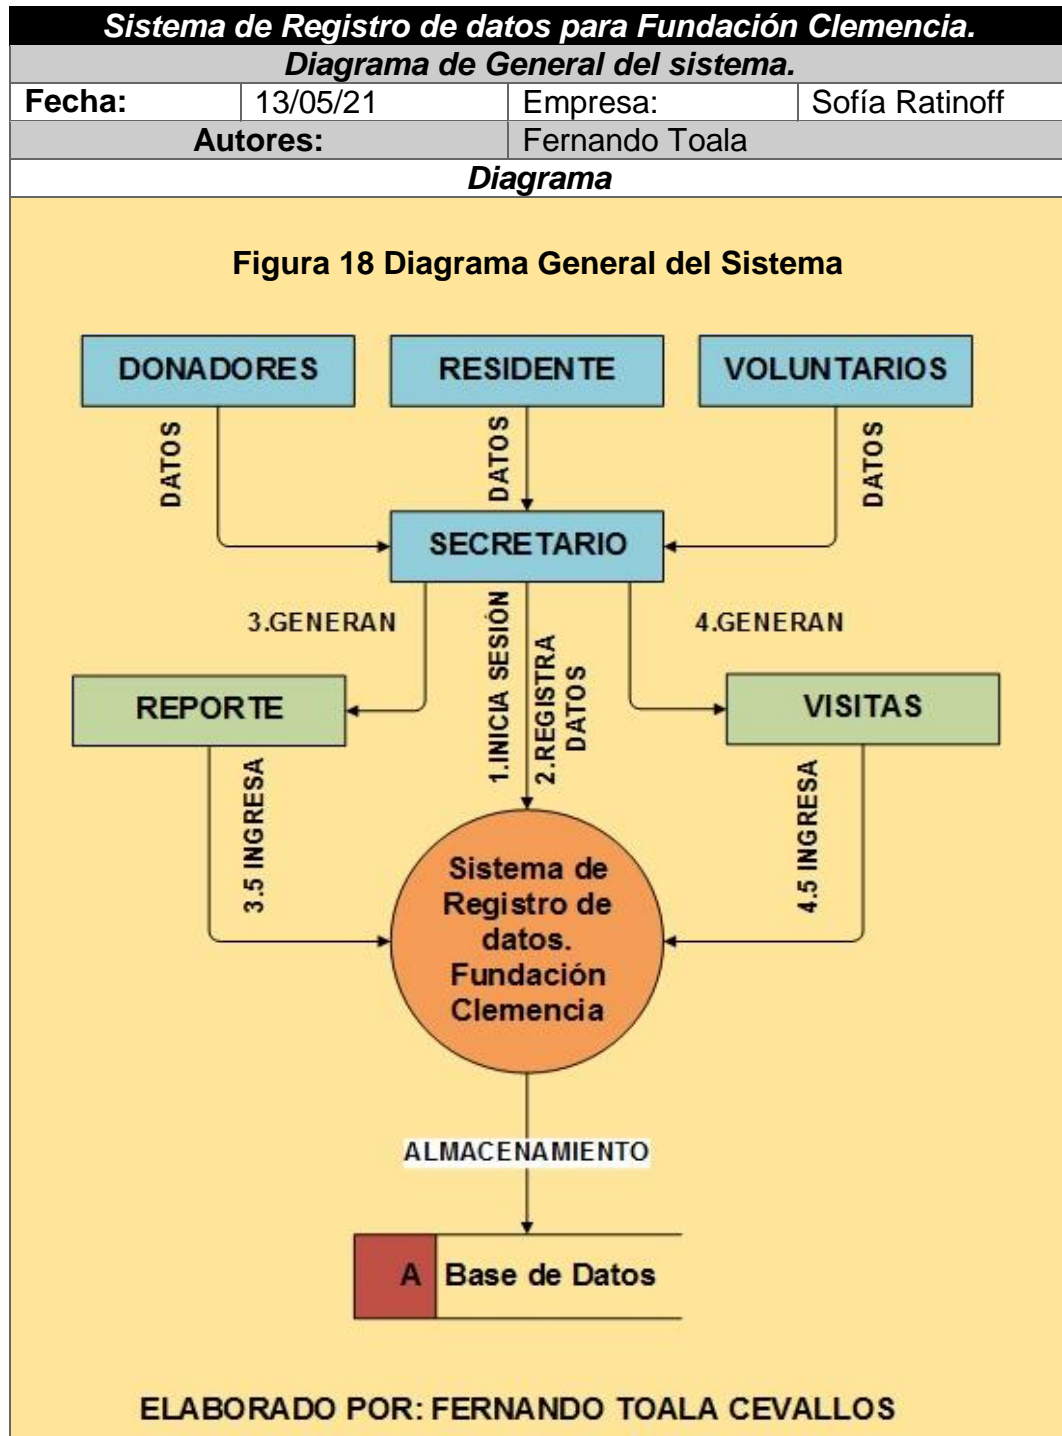 Sistema de Registro de datos para Fundación Clemencia.
Diagrama de General del sistema.
Fecha: 13/05/21 Empresa: Sofía Ratinoff
Autores: Fernando Toala
Diagrama
Figura 18 Diagrama General del Sistema
DONADORES RESIDENTE VOLUNTARIOS
DATOS
DATOS
DATOS
SECRETARIO
3.GENERAN
1.INICIA SESIÓN
2.REGISTRA
DATOS
4.GENERAN
REPORTE
VISITAS
3.5 INGRESA
4.5 INGRESA
Sistema de
Registro de
datos.
Fundación
Clemencia
ALMACENAMIENTO
A Base de Datos
ELABORADO POR: FERNANDO TOALA CEVALLOS